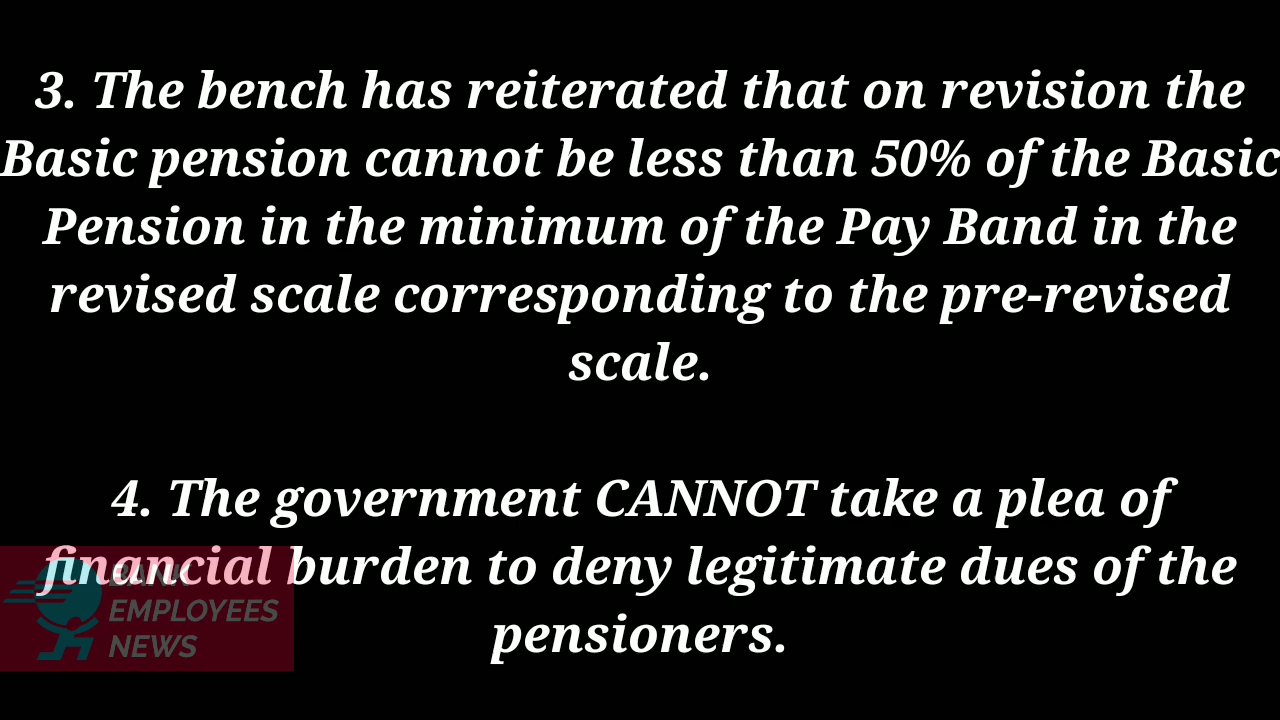 3. The bench has reiterated that on revision the
Basic pension cannot be less than 50% of the Basic
Pension in the minimum of the Pay Band in the
revised scale corresponding to the pre-revised
scale.
4. The government CANNOT take a plea of
financial burden to deny legitimate dues of the
pensioners.
BANK
EMPLOYEES
NEWS